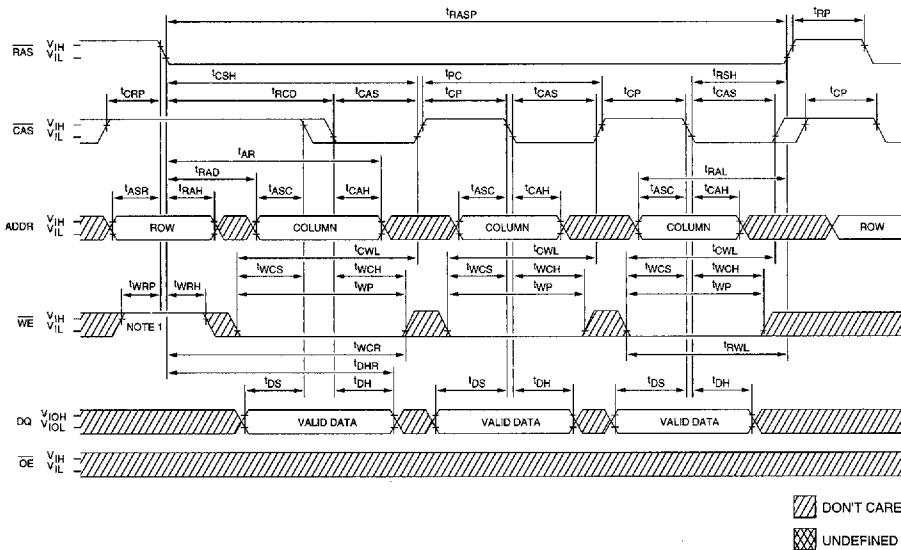 tRASP tRP
RAS VIH VIL
tCSH tPC tRSH
tCRP tRCD tCAS tCP tCAS tCP tCAS tCP
CAS VIH VIL
tAR
tRAD tRAL
tASR tRAH tASC tCAH tASC tCAH tASC tCAH
ADDR VIH VIL ROW COLUMN COLUMN COLUMN ROW
tCWL tCWL tCWL
tWCS tWCH tWCS tWCH tWCS tWCH
tWRP tWRH tWP tWP tWP
WE VIH VIL NOTE 1
tWCR tRWL
tDHR
tDS tDH tDS tDH tDS tDH
DQ VIOH VIOL VALID DATA VALID DATA VALID DATA
OE VIH VIL
DON'T CARE
UNDEFINED